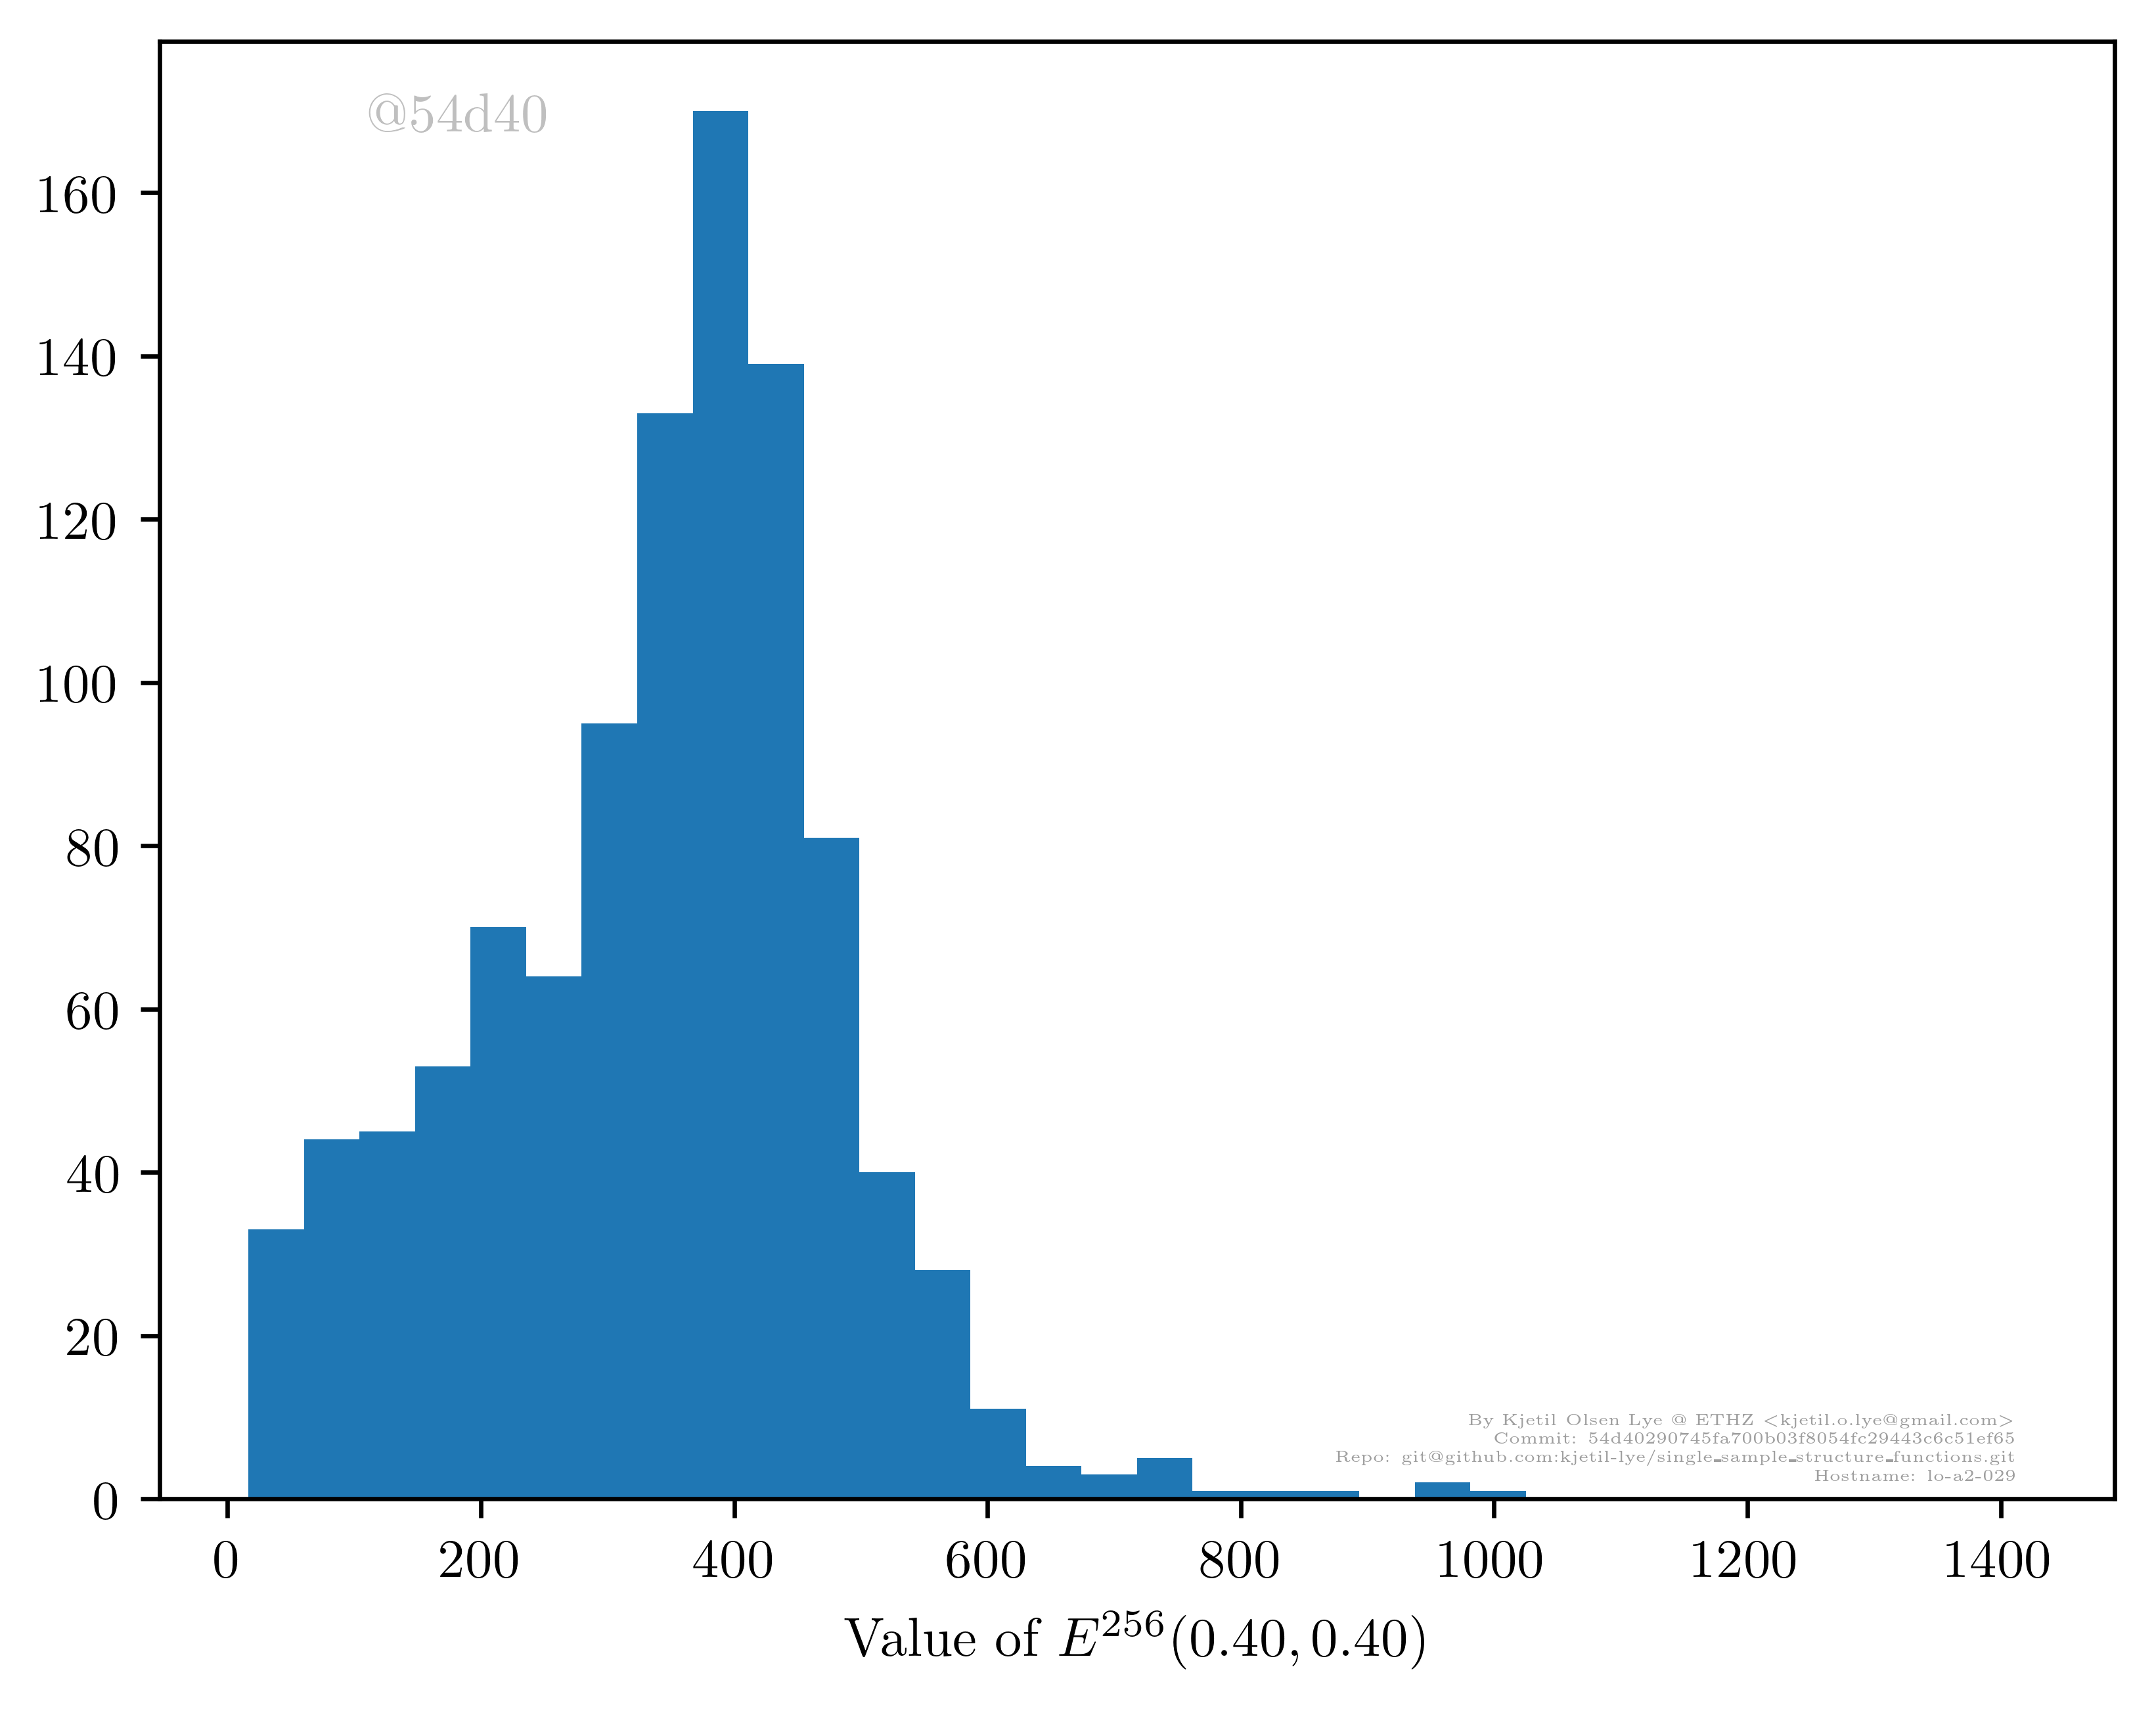 @54d40
160
140
120
100
80
60
40
20
0
By Kjetil Olsen Lye @ ETHZ <kjetil.o.lye@gmail.com>
Commit: 54d40290745fa700b03f8054fc29443c6c51ef65
Repo: git@github.com:kjetil-lye/single_sample_structure_functions.git
Hostname: lo-a2-029
0 200 400 600 800 1000 1200 1400
Value of $E^{256}(0.40, 0.40)$